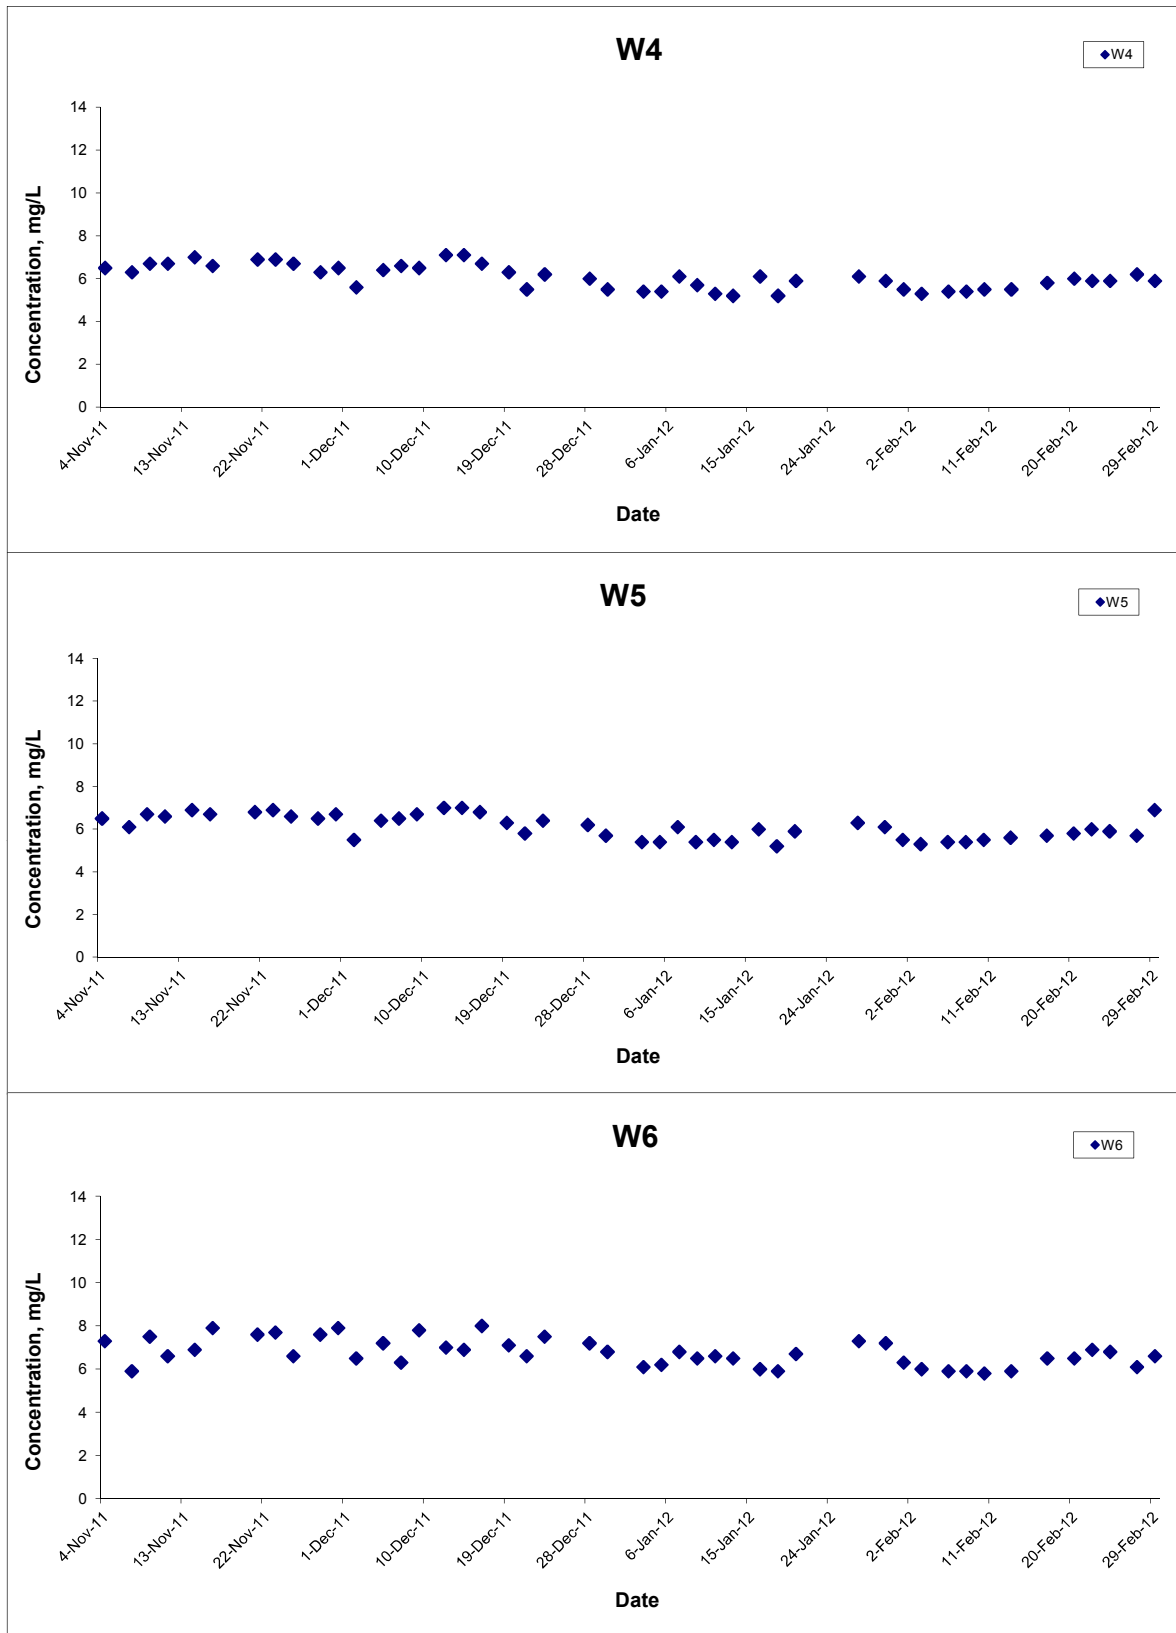 W4
W4
14
12
10
8
6
4
2
0
Concentration, mg/L
4-Nov-11
13-Nov-11
22-Nov-11
1-Dec-11
10-Dec-11
19-Dec-11
28-Dec-11
6-Jan-12
15-Jan-12
24-Jan-12
2-Feb-12
11-Feb-12
20-Feb-12
29-Feb-12
Date
W5
W5
14
12
10
8
6
4
2
0
Concentration, mg/L
4-Nov-11
13-Nov-11
22-Nov-11
1-Dec-11
10-Dec-11
19-Dec-11
28-Dec-11
6-Jan-12
15-Jan-12
24-Jan-12
2-Feb-12
11-Feb-12
20-Feb-12
29-Feb-12
Date
W6
W6
14
12
10
8
6
4
2
0
Concentration, mg/L
4-Nov-11
13-Nov-11
22-Nov-11
1-Dec-11
10-Dec-11
19-Dec-11
28-Dec-11
6-Jan-12
15-Jan-12
24-Jan-12
2-Feb-12
11-Feb-12
20-Feb-12
29-Feb-12
Date